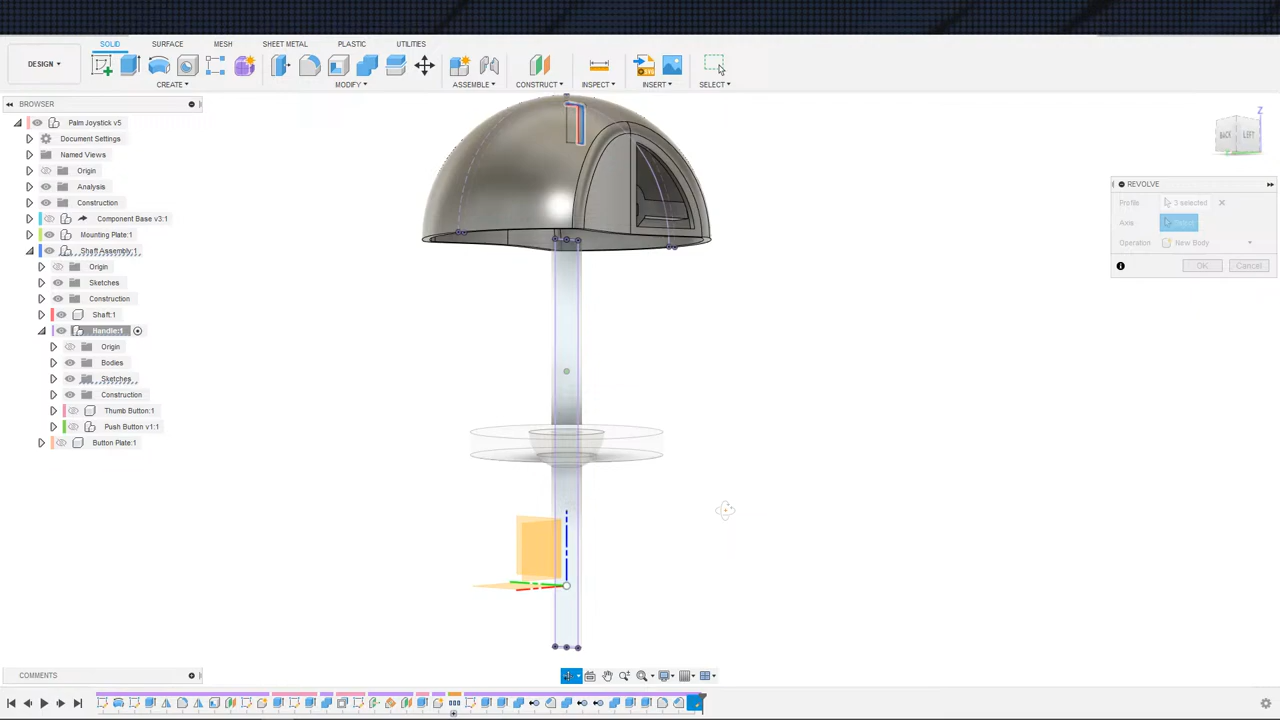 SOLID SURFACE MESH SHEET METAL PLASTIC UTILITIES
DESIGN
CREATE MODIFY ASSEMBLE CONSTRUCT INSPECT INSERT SELECT
BROWSER
Palm Joystick v5
Document Settings
Named Views
Origin
Analysis
Construction
Component Base v3:1
Mounting Plate:1
Shaft Assembly:1
Origin
Sketches
Construction
Shaft:1
Handle:1
Origin
Bodies
Sketches
Construction
Thumb Button:1
Push Button v1:1
Button Plate:1
Z
BACK LEFT
REVOLVE
Profile 3 selected
Axis Select
Operation New Body
OK Cancel
COMMENTS